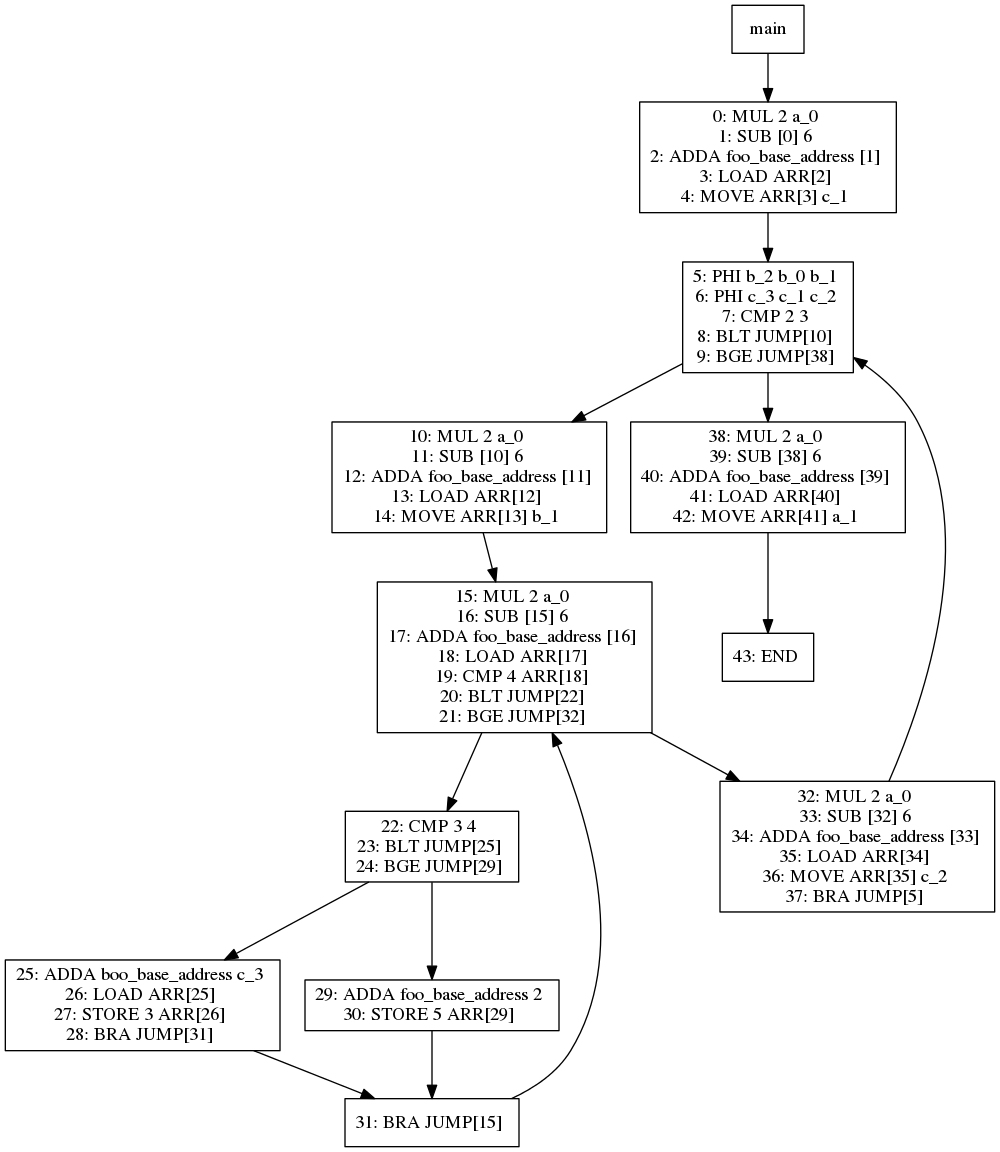 main
0: MUL 2 a_0
1: SUB [0] 6
2: ADDA foo_base_address [1]
3: LOAD ARR[2]
4: MOVE ARR[3] c_1
5: PHI b_2 b_0 b_1
6: PHI c_3 c_1 c_2
7: CMP 2 3
8: BLT JUMP[10]
9: BGE JUMP[38]
10: MUL 2 a_0
11: SUB [10] 6
12: ADDA foo_base_address [11]
13: LOAD ARR[12]
14: MOVE ARR[13] b_1
38: MUL 2 a_0
39: SUB [38] 6
40: ADDA foo_base_address [39]
41: LOAD ARR[40]
42: MOVE ARR[41] a_1
15: MUL 2 a_0
16: SUB [15] 6
17: ADDA foo_base_address [16]
18: LOAD ARR[17]
19: CMP 4 ARR[18]
20: BLT JUMP[22]
21: BGE JUMP[32]
43: END
22: CMP 3 4
23: BLT JUMP[25]
24: BGE JUMP[29]
32: MUL 2 a_0
33: SUB [32] 6
34: ADDA foo_base_address [33]
35: LOAD ARR[34]
36: MOVE ARR[35] c_2
37: BRA JUMP[5]
25: ADDA boo_base_address c_3
26: LOAD ARR[25]
27: STORE 3 ARR[26]
28: BRA JUMP[31]
29: ADDA foo_base_address 2
30: STORE 5 ARR[29]
31: BRA JUMP[15]